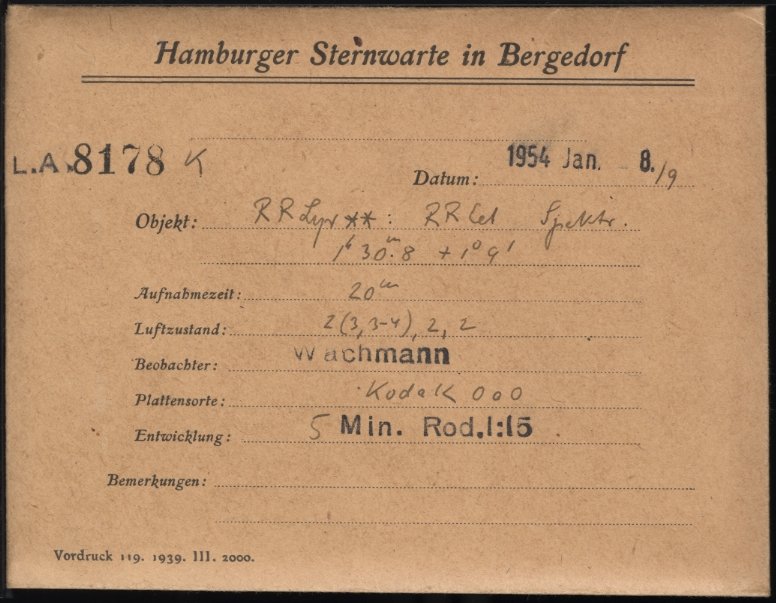 Hamburger Sternwarte in Bergedorf
L.A. 8178 K
Datum: 1954 Jan. 8./9
Objekt: RR Lyr ** : RR Cet Spektr.
1h 30m.8 + 1° 9'
Aufnahmezeit: 20m
Luftzustand: 2(3,3-4), 2, 2
Beobachter: Wachmann
Plattensorte: Kodak OaO
Entwicklung: 5 Min. Rod. 1:15
Bemerkungen:
Vordruck 119. 1939. III. 2000.